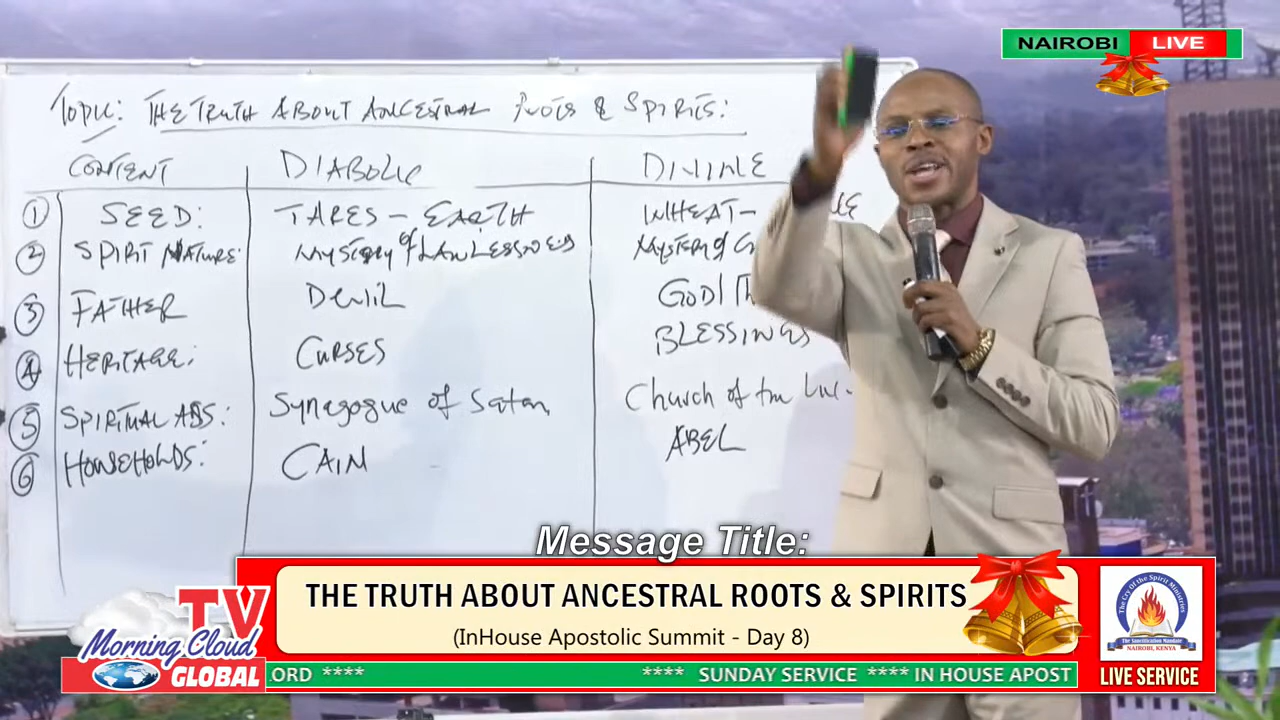 NAIROBI LIVE
Topic: THE TRUTH ABOUT ANCESTRAL ROOTS & SPIRITS:
CONTENT DIABOLIC DIVINE
1 SEED: TARES - EARTH WHEAT-
2 SPIRIT NATURE: MYSTERY of LAWLESSNESS MYSTERY of
3 FATHER Devil GOD
4 HERITAGE: CURSES BLESSINGS
5 SPIRITUAL Synagogue of Satan Church of the
6 HOUSEHOLDS: CAIN ABEL
Message Title:
THE TRUTH ABOUT ANCESTRAL ROOTS & SPIRITS
(InHouse Apostolic Summit - Day 8)
TV
Morning Cloud
GLOBAL
.ORD **** **** SUNDAY SERVICE **** IN HOUSE APOST
The Cry Of the Spirit Ministries
The Sanctification Mandate
NAIROBI, KENYA
LIVE SERVICE